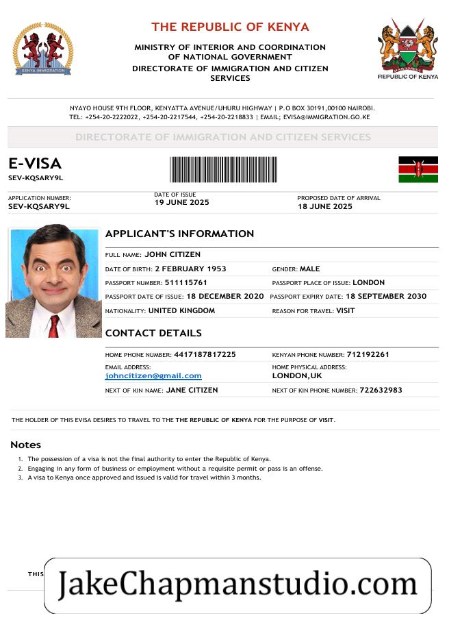 THE REPUBLIC OF KENYA
MINISTRY OF INTERIOR AND COORDINATION
OF NATIONAL GOVERNMENT
DIRECTORATE OF IMMIGRATION AND CITIZEN
SERVICES
KENYA IMMIGRATION
REPUBLIC OF KENYA
NYAYO HOUSE 9TH FLOOR, KENYATTA AVENUE/UHURU HIGHWAY | P.O BOX 30191,00100 NAIROBI.
TEL: +254-20-2222022, +254-20-2217544, +254-20-2218833 | EMAIL; EVISA@IMMIGRATION.GO.KE
DIRECTORATE OF IMMIGRATION AND CITIZEN SERVICES
E-VISA
SEV-KQSARY9L
APPLICATION NUMBER: DATE OF ISSUE PROPOSED DATE OF ARRIVAL
SEV-KQSARY9L 19 JUNE 2025 18 JUNE 2025
APPLICANT'S INFORMATION
FULL NAME: JOHN CITIZEN
DATE OF BIRTH: 2 FEBRUARY 1953 GENDER: MALE
PASSPORT NUMBER: 511115761 PASSPORT PLACE OF ISSUE: LONDON
PASSPORT DATE OF ISSUE: 18 DECEMBER 2020 PASSPORT EXPIRY DATE: 18 SEPTEMBER 2030
NATIONALITY: UNITED KINGDOM REASON FOR TRAVEL: VISIT
CONTACT DETAILS
HOME PHONE NUMBER: 4417187817225 KENYAN PHONE NUMBER: 712192261
EMAIL ADDRESS: HOME PHYSICAL ADDRESS:
johncitizen@gmail.com LONDON,UK
NEXT OF KIN NAME: JANE CITIZEN NEXT OF KIN PHONE NUMBER: 722632983
THE HOLDER OF THIS EVISA DESIRES TO TRAVEL TO THE THE REPUBLIC OF KENYA FOR THE PURPOSE OF VISIT.
Notes
1. The possession of a visa is not the final authority to enter the Republic of Kenya.
2. Engaging in any form of business or employment without a requisite permit or pass is an offense.
3. A visa to Kenya once approved and issued is valid for travel within 3 months.
THIS
JakeChapmanstudio.com